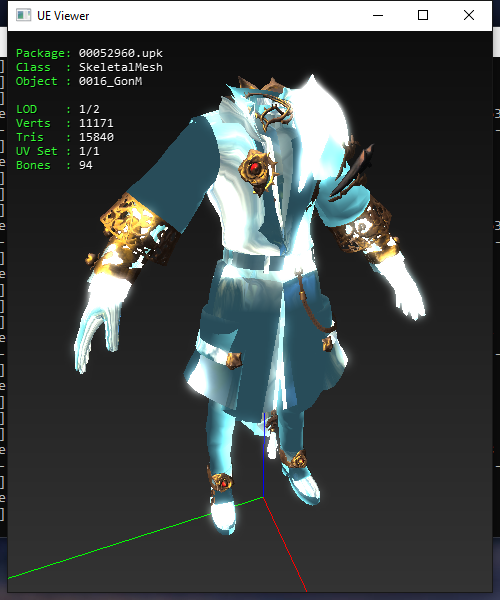 UE Viewer
Package: 00052960.upk
Class : SkeletalMesh
Object : 0016_GonM
LOD : 1/2
Verts : 11171
Tris : 15840
UV Set : 1/1
Bones : 94